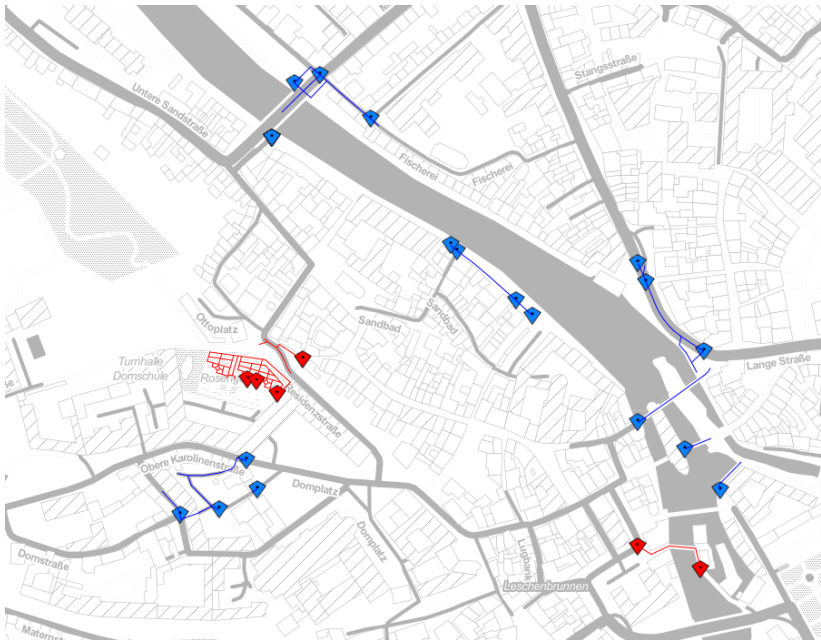 Stangsstraße
Untere Sandstraße
Fischerei
Fischerei
Sandbad
Sandbad
Ottoplatz
Lange Straße
Turnhalle
Domschule
Residenzstraße
Obere Karolinenstraße
Domplatz
Domplatz
Domstraße
Lugbank
Leschenbrunnen